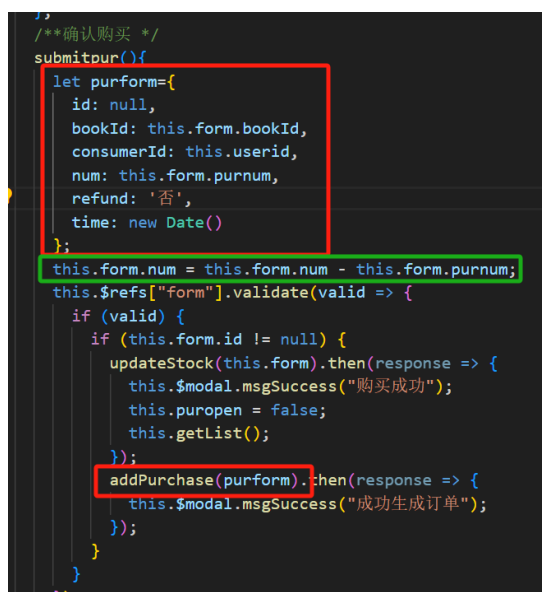 };
/**确认购买 */
submitpur(){
let purform={
id: null,
bookId: this.form.bookId,
consumerId: this.userid,
num: this.form.purnum,
refund: '否',
time: new Date()
};
this.form.num = this.form.num - this.form.purnum;
this.$refs["form"].validate(valid => {
if (valid) {
if (this.form.id != null) {
updateStock(this.form).then(response => {
this.$modal.msgSuccess("购买成功");
this.puropen = false;
this.getList();
});
addPurchase(purform).then(response => {
this.$modal.msgSuccess("成功生成订单");
});
}
}